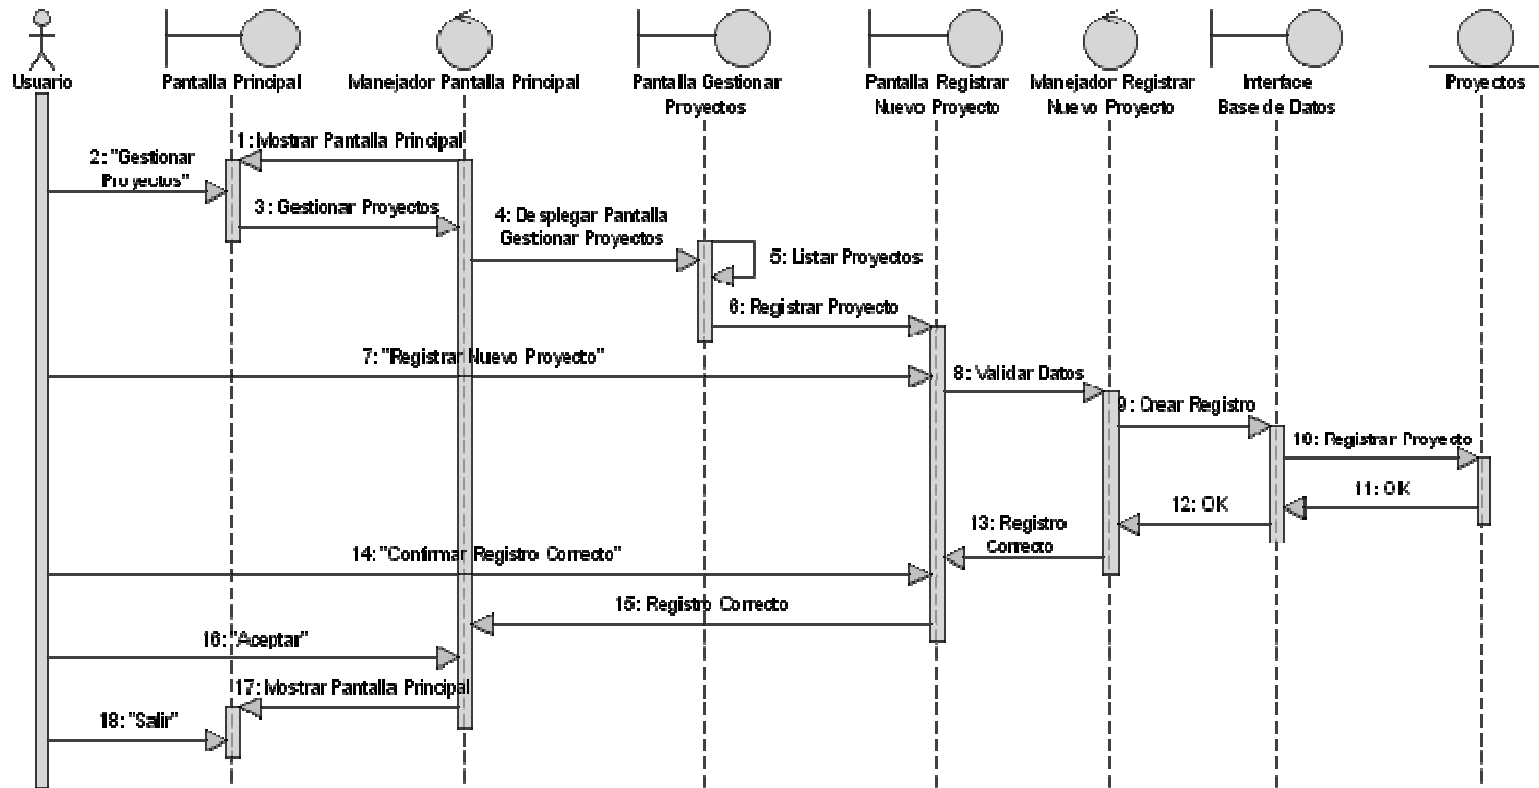 Usuario
Pantalla Principal
Manejador Pantalla Principal
Pantalla Gestionar
Proyectos
Pantalla Registrar
Nuevo Proyecto
Manejador Registrar
Nuevo Proyecto
Interface
Base de Datos
Proyectos
1: Mostrar Pantalla Principal
2: "Gestionar
Proyectos"
3: Gestionar Proyectos
4: Desplegar Pantalla
Gestionar Proyectos
5: Listar Proyectos
6: Registrar Proyecto
7: "Registrar Nuevo Proyecto"
8: Validar Datos
9: Crear Registro
10: Registrar Proyecto
11: OK
12: OK
13: Registro
Correcto
14: "Confirmar Registro Correcto"
15: Registro Correcto
16: "Aceptar"
17: Mostrar Pantalla Principal
18: "Salir"